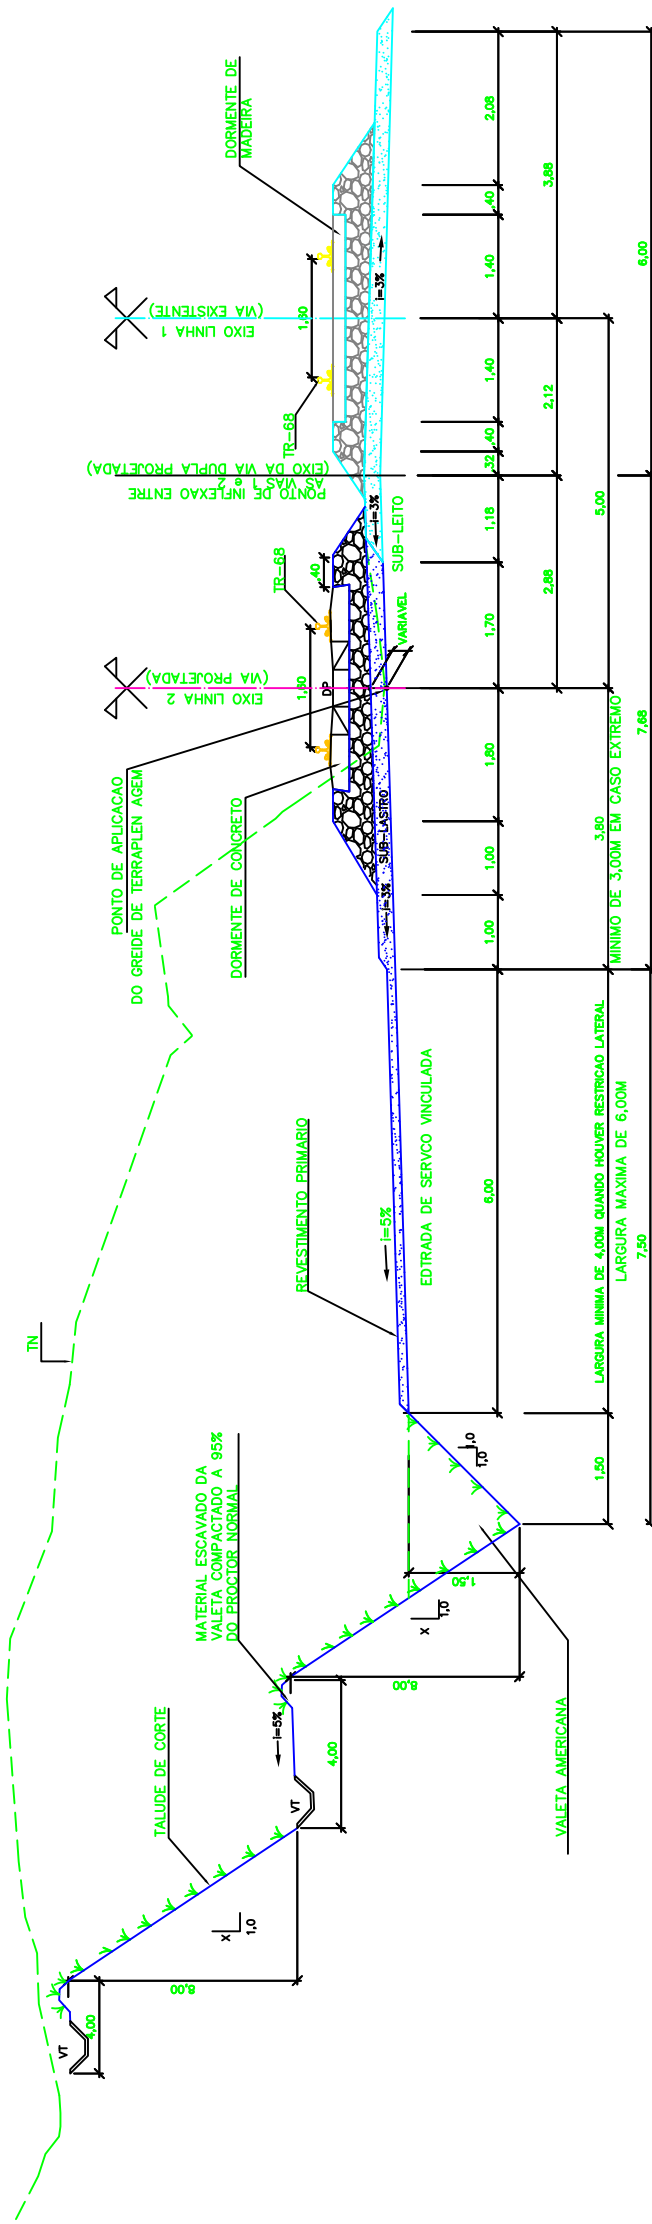 TN
TALUDE DE CORTE
MATERIAL ESCAVADO DA
VALETA COMPACTADO A 95%
DO PROCTOR NORMAL
REVESTIMENTO PRIMARIO
PONTO DE APLICACAO
DO GREIDE DE TERRAPLEN AGEM
DORMENTE DE CONCRETO
EIXO LINHA 2
(VIA PROJETADA)
TR-68
PONTO DE INFLEXAO ENTRE
AS VIAS 1 e 2
(EIXO DA VIA DUPLA PROJETADA)
TR-68
EIXO LINHA 1
(VIA EXISTENTE)
DORMENTE DE
MADEIRA
VT
4,00
8,00
X
1,0
VT
i=5%
4,00
8,00
X
1,0
1,50
1,0
1,0
VALETA AMERICANA
i=5%
EDTRADA DE SERVCO VINCULADA
i=3%
SUB-LASTRO
DP
1,60
,40
VARIAVEL
i=3%
SUB-LEITO
1,60
i=3%
6,00
1,00
1,00
1,80
1,70
1,18
,32
,40
1,40
1,40
,40
2,08
2,88
2,12
3,88
1,50
LARGURA MINIMA DE 4,00M QUANDO HOUVER RESTRICAO LATERAL
LARGURA MAXIMA DE 6,00M
3,80
MINIMO DE 3,00M EM CASO EXTREMO
5,00
7,50
7,68
6,00